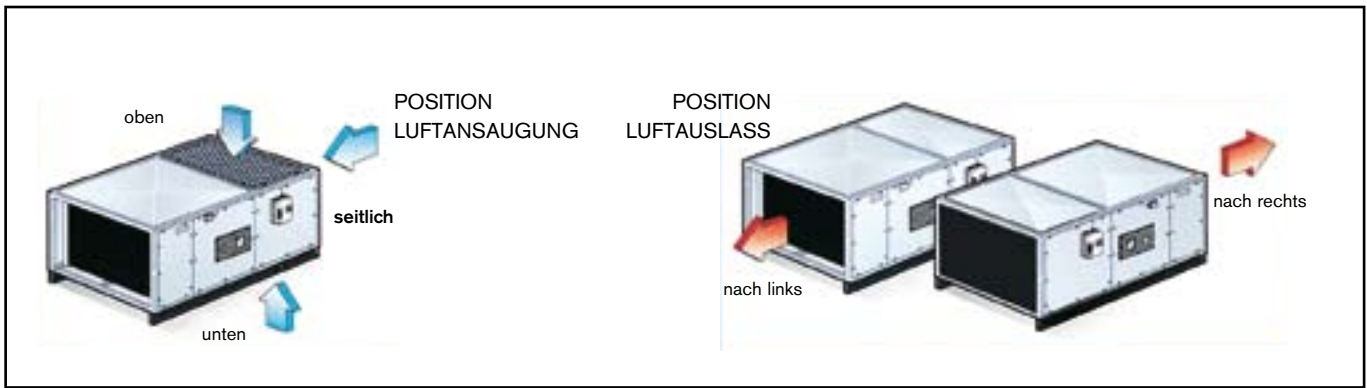 oben
POSITION
LUFTANSAUGUNG
seitlich
unten
POSITION
LUFTAUSLASS
nach links
nach rechts